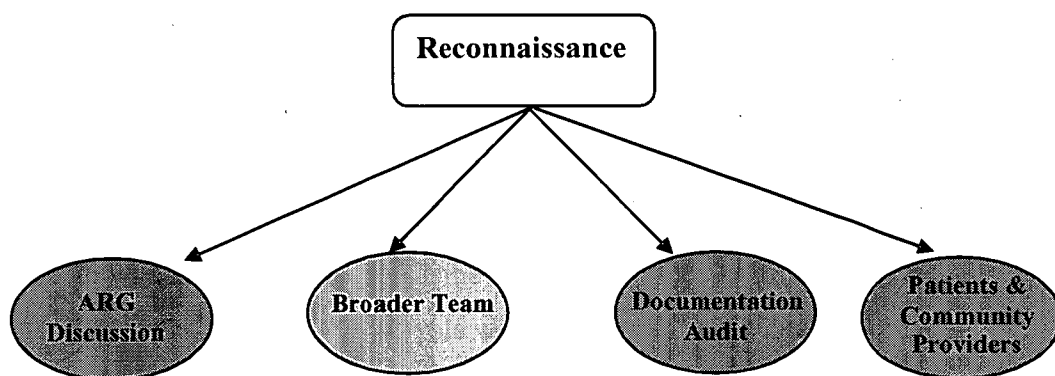 Reconnaissance
ARG
Discussion
Broader Team
Documentation
Audit
Patients &
Community
Providers